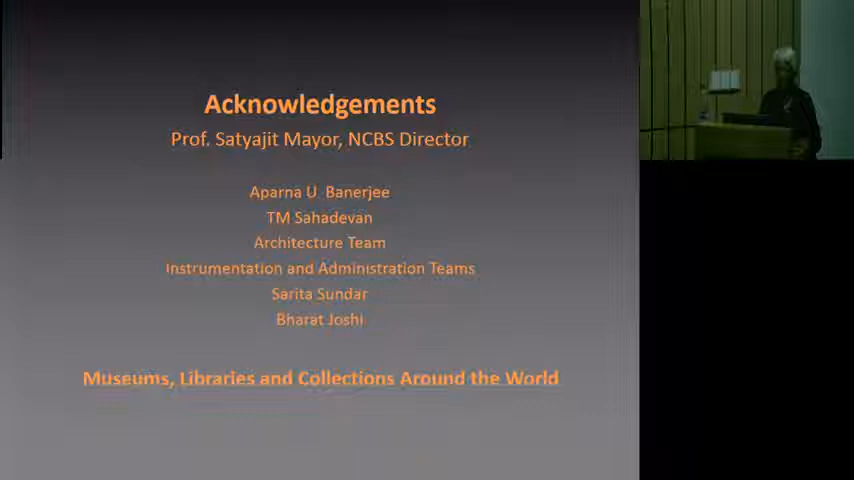 Acknowledgements
Prof. Satyajit Mayor, NCBS Director
Aparna U. Banerjee
TM Sahadevan
Architecture Team
Instrumentation and Administration Teams
Sarita Sundar
Bharat Joshi
Museums, Libraries and Collections Around the World